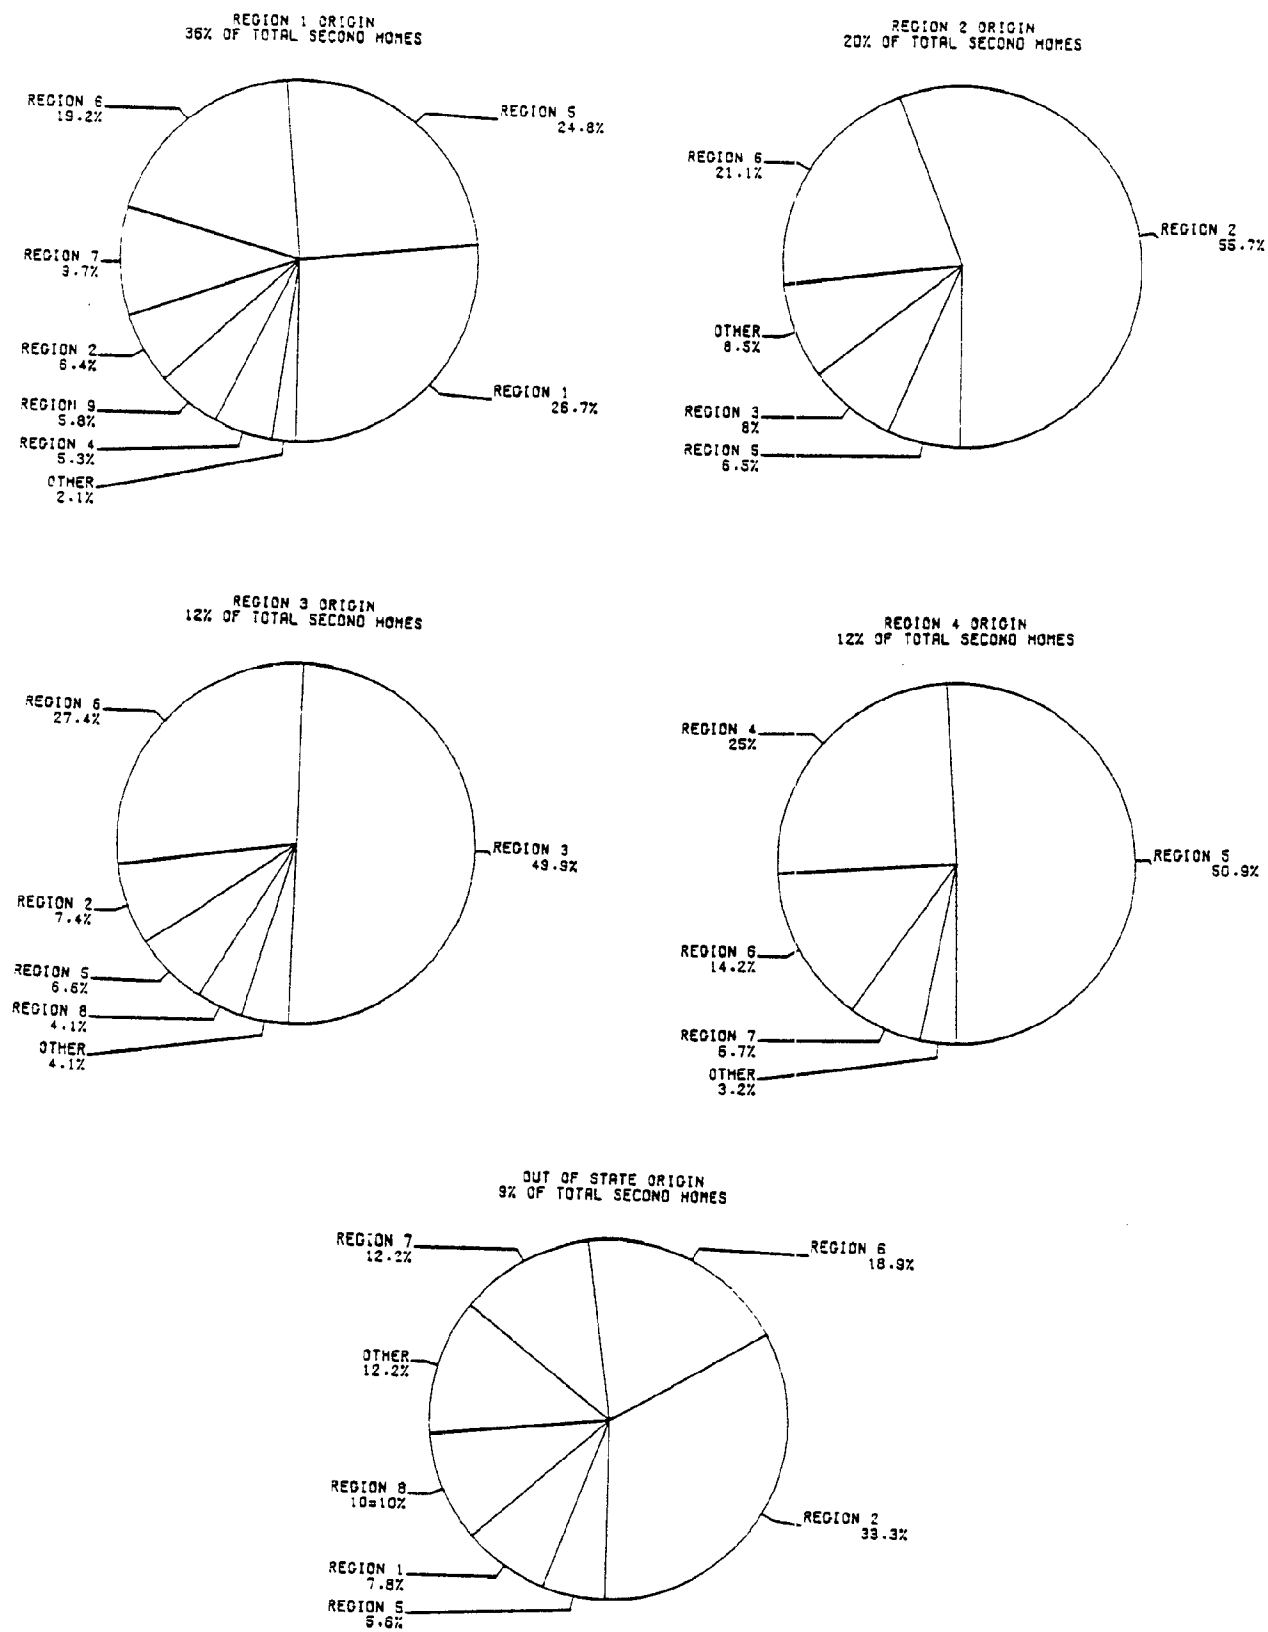 REGION 1 ORIGIN
36% OF TOTAL SECOND HOMES
REGION 6
19.2%
REGION 5
24.8%
REGION 7
9.7%
REGION 2
6.4%
REGION 9
5.8%
REGION 4
5.3%
OTHER
2.1%
REGION 1
26.7%
REGION 2 ORIGIN
20% OF TOTAL SECOND HOMES
REGION 6
21.1%
REGION 2
55.7%
OTHER
8.5%
REGION 3
8%
REGION 5
6.5%
REGION 3 ORIGIN
12% OF TOTAL SECOND HOMES
REGION 6
27.4%
REGION 3
49.9%
REGION 2
7.4%
REGION 5
6.6%
REGION 8
4.1%
OTHER
4.1%
REGION 4 ORIGIN
12% OF TOTAL SECOND HOMES
REGION 4
25%
REGION 5
50.9%
REGION 6
14.2%
REGION 7
6.7%
OTHER
3.2%
OUT OF STATE ORIGIN
9% OF TOTAL SECOND HOMES
REGION 7
12.2%
REGION 6
18.9%
OTHER
12.2%
REGION 8
10=10%
REGION 2
33.3%
REGION 1
7.8%
REGION 5
5.6%